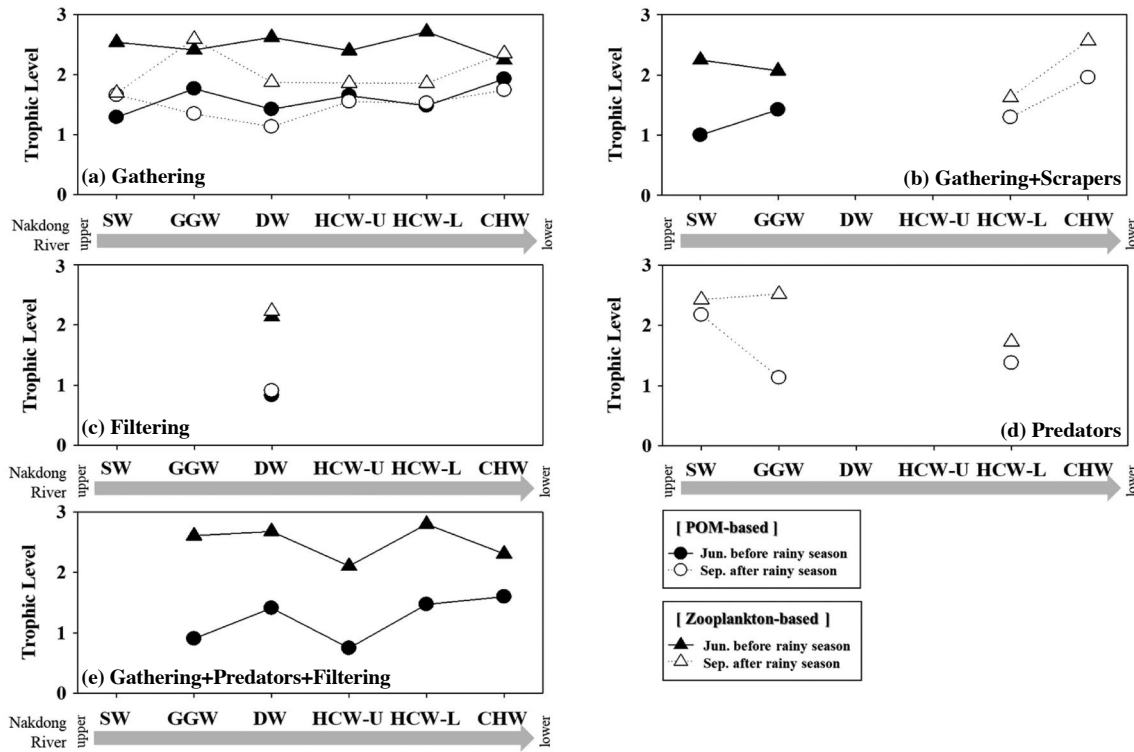 3
2
1
0
Trophic Level
(a) Gathering
SW GGW DW HCW-U HCW-L CHW
Nakdong
River
upper
lower
3
2
1
0
Trophic Level
(b) Gathering+Scrapers
SW GGW DW HCW-U HCW-L CHW
upper
lower
3
2
1
0
Trophic Level
(c) Filtering
SW GGW DW HCW-U HCW-L CHW
Nakdong
River
upper
lower
3
2
1
0
Trophic Level
(d) Predators
SW GGW DW HCW-U HCW-L CHW
upper
lower
3
2
1
0
Trophic Level
(e) Gathering+Predators+Filtering
SW GGW DW HCW-U HCW-L CHW
Nakdong
River
upper
lower
[ POM-based ]
Jun. before rainy season
Sep. after rainy season
[ Zooplankton-based ]
Jun. before rainy season
Sep. after rainy season